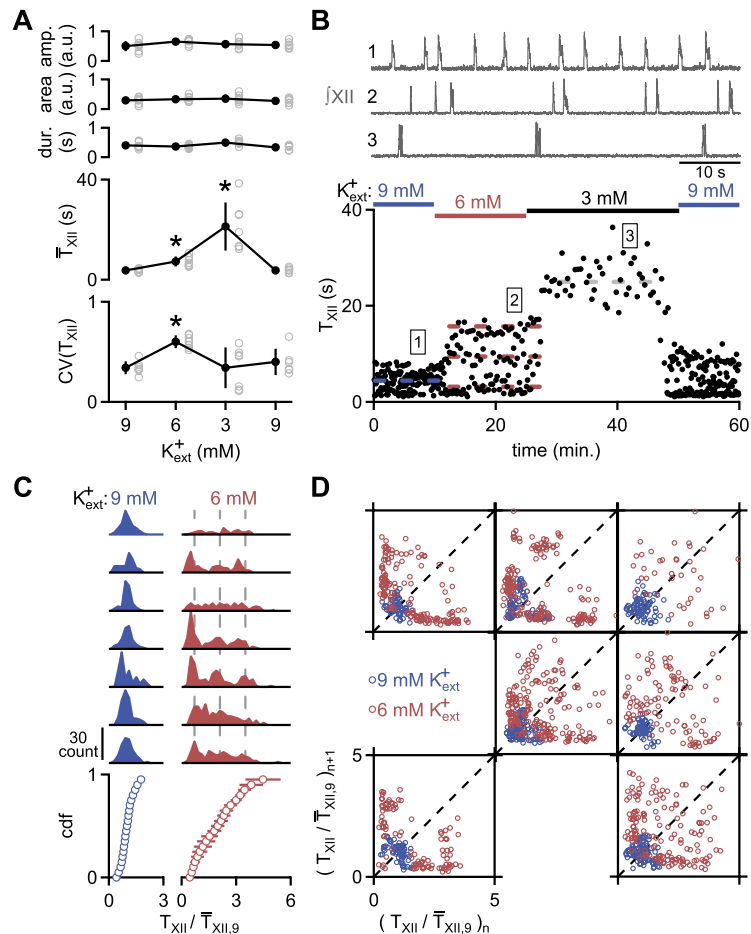 A
amp.
(a.u.)
1
0
area
(a.u.)
1
0
dur.
(s)
1
0
T̅XII (s)
40
0
*
*
CV(TXII)
1
0
*
9
6
3
9
K+ext (mM)
B
∫XII
1
2
3
10 s
K+ext: 9 mM
6 mM
3 mM
9 mM
TXII (s)
40
20
0
1
2
3
0
20
40
60
time (min.)
C
K+ext: 9 mM
6 mM
30
count
cdf
1
0
0
3
0
3
6
TXII / T̅XII,9
D
9 mM K+ext
6 mM K+ext
5
0
( TXII / T̅XII,9 )n+1
0
5
( TXII / T̅XII,9 )n